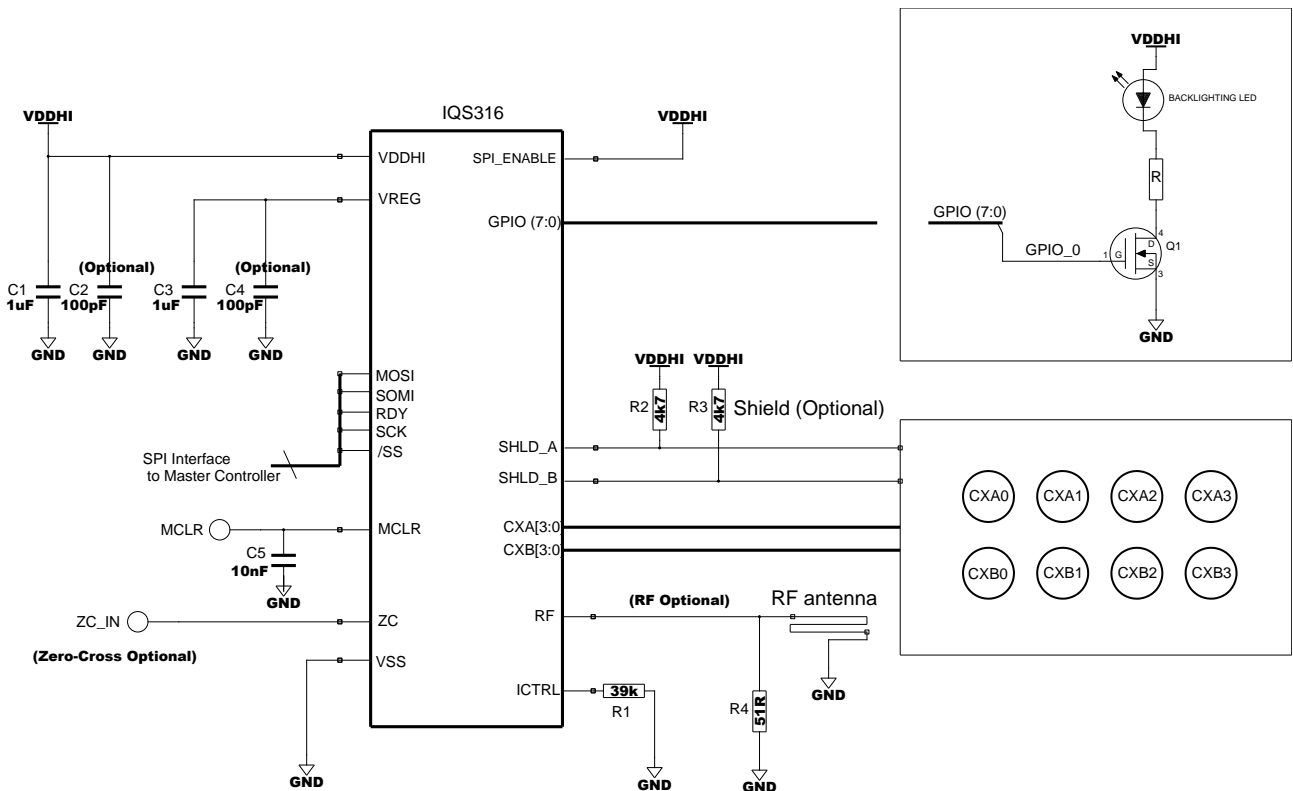 IQS316
VDDHI
VDDHI
SPI_ENABLE
VDDHI
VREG
GPIO (7:0)
(Optional)
(Optional)
C1
1uF
C2
100pF
C3
1uF
C4
100pF
GND
GND
GND
GND
MOSI
SOMI
RDY
SCK
/SS
SPI Interface
to Master Controller
MCLR
MCLR
C5
10nF
GND
ZC_IN
ZC
(Zero-Cross Optional)
VSS
GND
VDDHI
VDDHI
R2
4k7
R3
4k7
Shield (Optional)
SHLD_A
SHLD_B
CXA[3:0]
CXB[3:0]
RF
(RF Optional)
RF antenna
GND
ICTRL
39k
R1
R4
51R
GND
GND
VDDHI
BACKLIGHTING LED
R
GPIO (7:0)
GPIO_0
1
G
D
S
4
3
Q1
GND
CXA0
CXA1
CXA2
CXA3
CXB0
CXB1
CXB2
CXB3